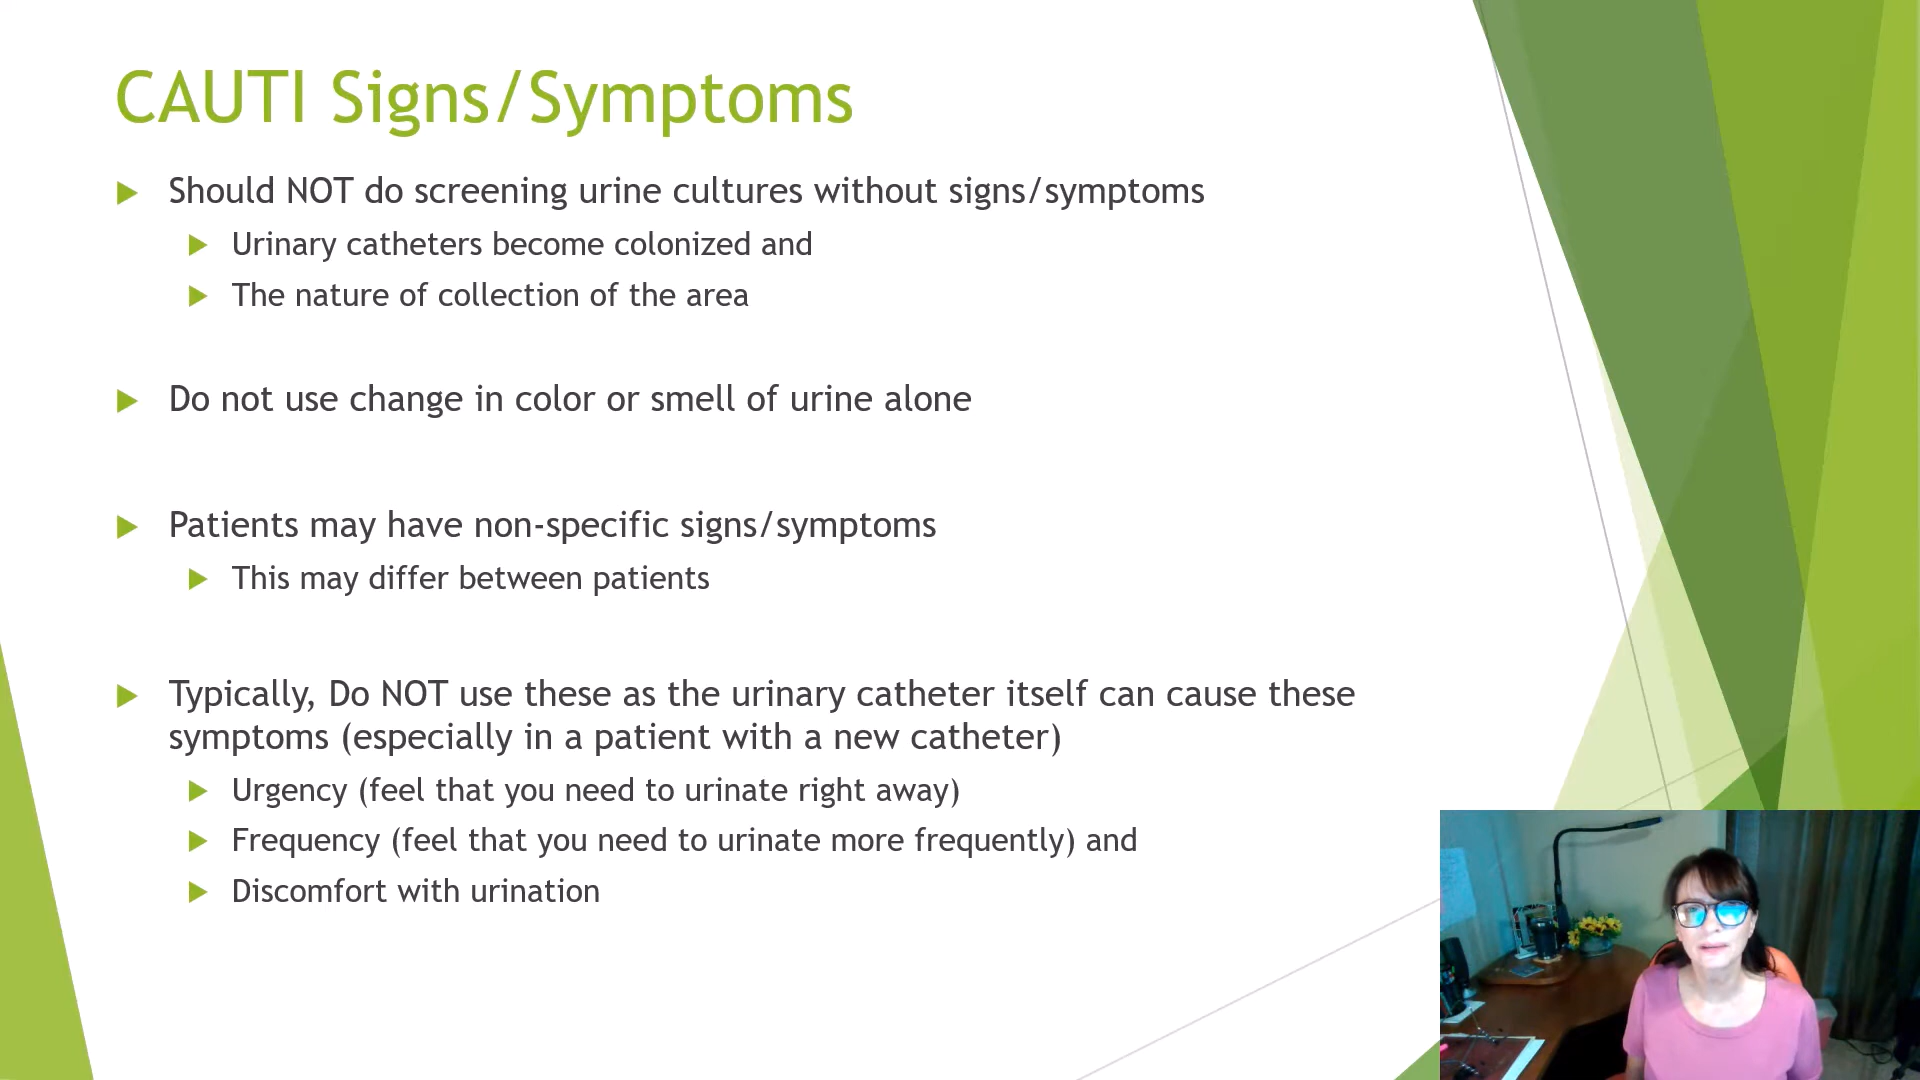 CAUTI Signs/Symptoms
Should NOT do screening urine cultures without signs/symptoms
Urinary catheters become colonized and
The nature of collection of the area
Do not use change in color or smell of urine alone
Patients may have non-specific signs/symptoms
This may differ between patients
Typically, Do NOT use these as the urinary catheter itself can cause these
symptoms (especially in a patient with a new catheter)
Urgency (feel that you need to urinate right away)
Frequency (feel that you need to urinate more frequently) and
Discomfort with urination